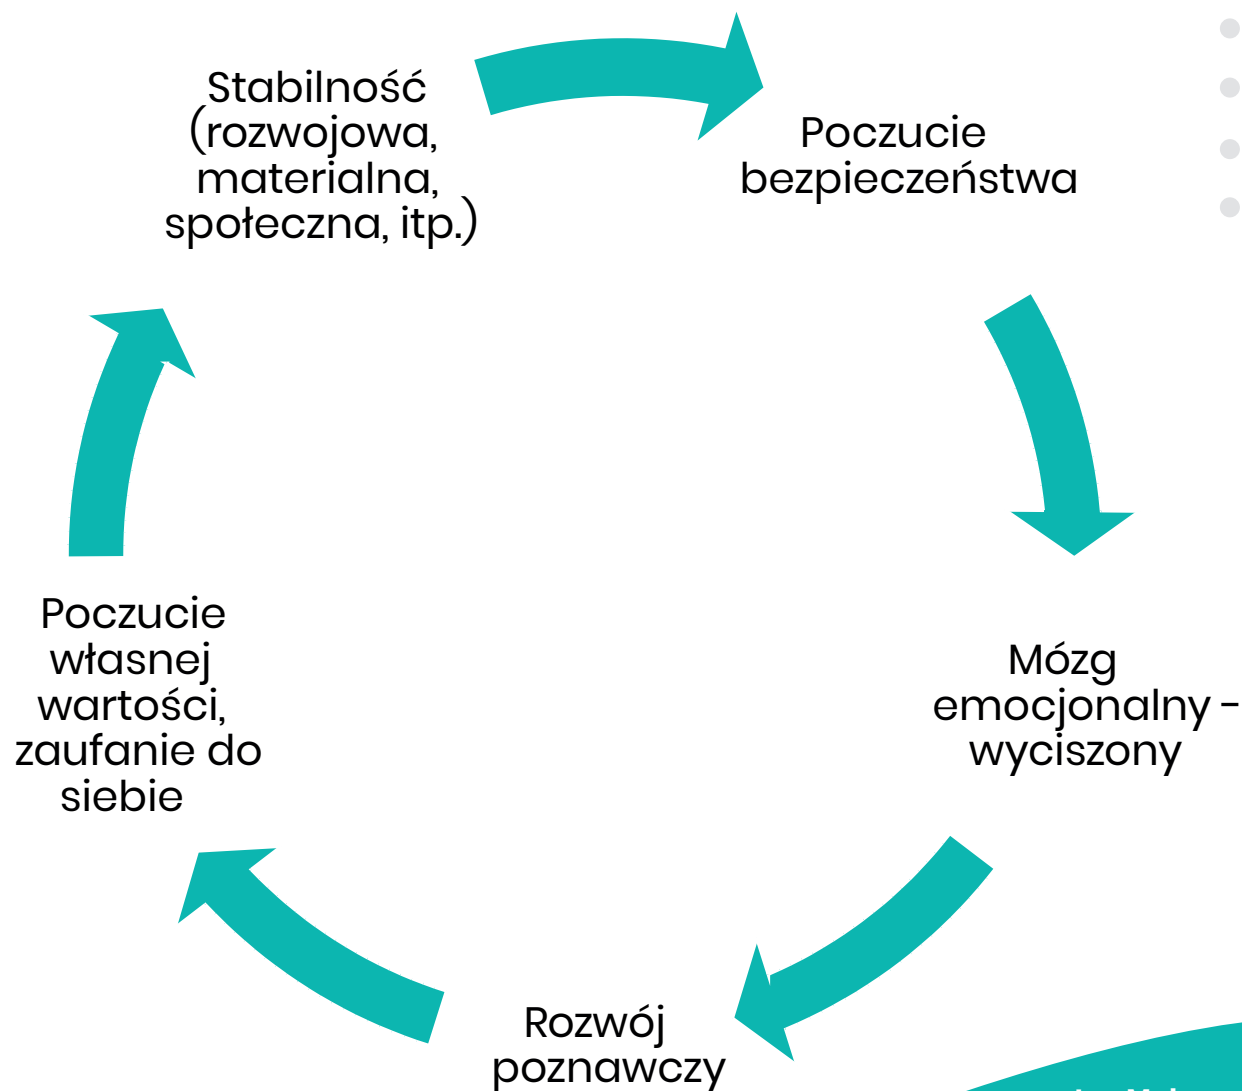 Stabilność
(rozwojowa,
materialna,
społeczna, itp.)
Poczucie
bezpieczeństwa
Mózg
emocjonalny -
wyciszony
Rozwój
poznawczy
Poczucie
własnej
wartości,
zaufanie do
siebie